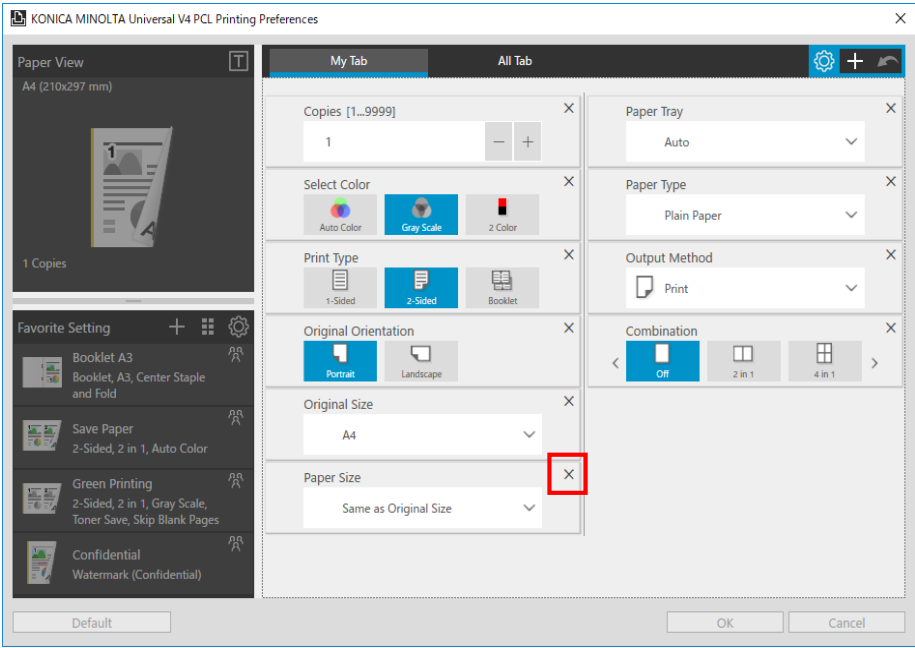 KONICA MINOLTA Universal V4 PCL Printing Preferences
Paper View
T
A4 (210x297 mm)
1
A
1 Copies
Favorite Setting
Booklet A3
Booklet, A3, Center Staple
and Fold
Save Paper
2-Sided, 2 in 1, Auto Color
Green Printing
2-Sided, 2 in 1, Gray Scale,
Toner Save, Skip Blank Pages
Confidential
Watermark (Confidential)
My Tab
All Tab
Copies [1...9999]
1
Select Color
Auto Color
Gray Scale
2 Color
Print Type
1-Sided
2-Sided
Booklet
Original Orientation
Portrait
Landscape
Original Size
A4
Paper Size
Same as Original Size
Paper Tray
Auto
Paper Type
Plain Paper
Output Method
Print
Combination
Off
2 in 1
4 in 1
Default
OK
Cancel